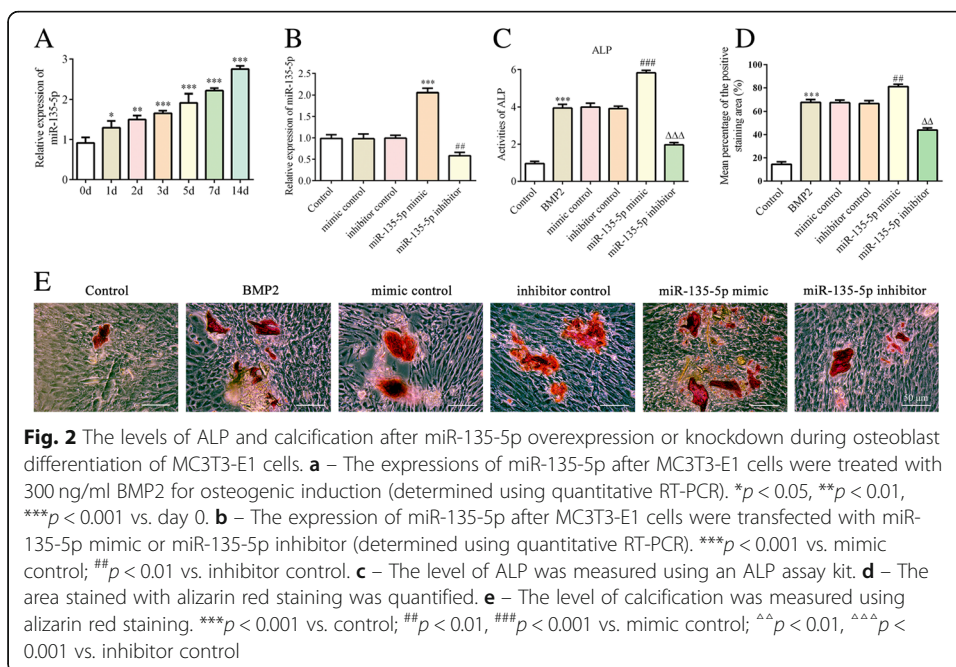 A
Relative expression of
miR-135-5p
3
2
1
0
*
**
***
***
***
***
0d 1d 2d 3d 5d 7d 14d
B
Relative expression of miR-135-5p
2.5
2.0
1.5
1.0
0.5
0.0
***
##
Control
mimic control
inhibitor control
miR-135-5p mimic
miR-135-5p inhibitor
C
ALP
Activities of ALP
6
4
2
0
***
###
ΔΔΔ
Control
BMP2
mimic control
inhibitor control
miR-135-5p mimic
miR-135-5p inhibitor
D
Mean percentage of the positive
staining area (%)
100
80
60
40
20
0
***
##
ΔΔ
Control
BMP2
mimic control
inhibitor control
miR-135-5p mimic
miR-135-5p inhibitor
E
Control BMP2 mimic control inhibitor control miR-135-5p mimic miR-135-5p inhibitor
50 μm
Fig. 2 The levels of ALP and calcification after miR-135-5p overexpression or knockdown during osteoblast
differentiation of MC3T3-E1 cells. a – The expressions of miR-135-5p after MC3T3-E1 cells were treated with
300 ng/ml BMP2 for osteogenic induction (determined using quantitative RT-PCR). *p < 0.05, **p < 0.01,
***p < 0.001 vs. day 0. b – The expression of miR-135-5p after MC3T3-E1 cells were transfected with miR-
135-5p mimic or miR-135-5p inhibitor (determined using quantitative RT-PCR). ***p < 0.001 vs. mimic
control; ##p < 0.01 vs. inhibitor control. c – The level of ALP was measured using an ALP assay kit. d – The
area stained with alizarin red staining was quantified. e – The level of calcification was measured using
alizarin red staining. ***p < 0.001 vs. control; ##p < 0.01, ###p < 0.001 vs. mimic control; ΔΔp < 0.01, ΔΔΔp <
0.001 vs. inhibitor control